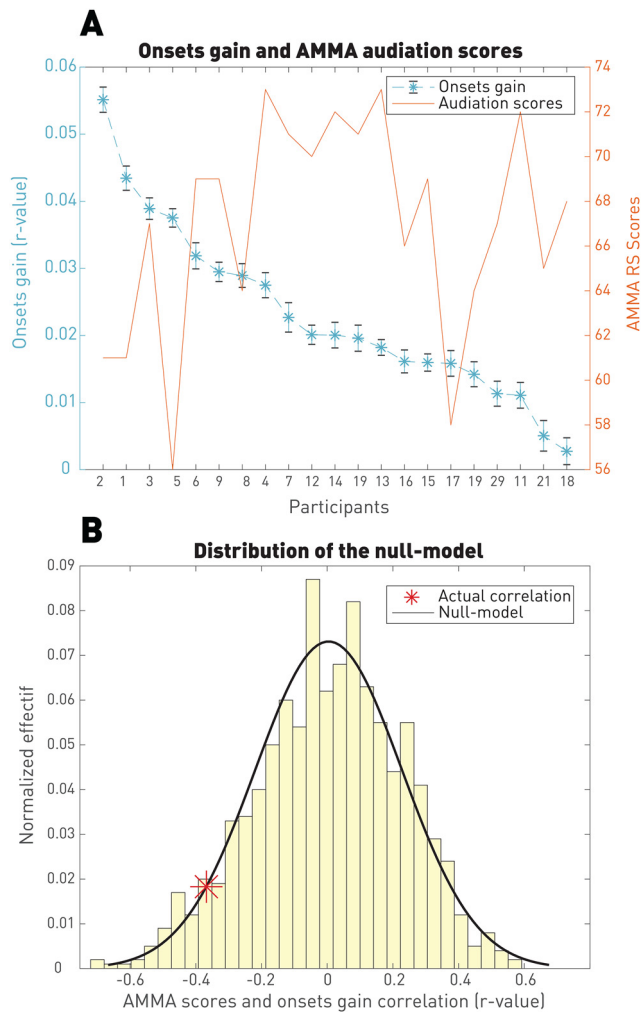 A
Onsets gain and AMMA audiation scores
0.06
0.05
0.04
0.03
0.02
0.01
0
Onsets gain (r-value)
Onsets gain
Audiation scores
74
72
70
68
66
64
61
60
58
56
AMMA RS Scores
2 1 3 5 6 9 8 4 7 12 14 19 13 16 15 17 19 29 11 21 18
Participants
B
Distribution of the null-model
0.09
0.08
0.07
0.06
0.05
0.04
0.03
0.02
0.01
0
Normalized effectif
Actual correlation
Null-model
-0.6 -0.4 -0.2 0 0.2 0.4 0.6
AMMA scores and onsets gain correlation (r-value)